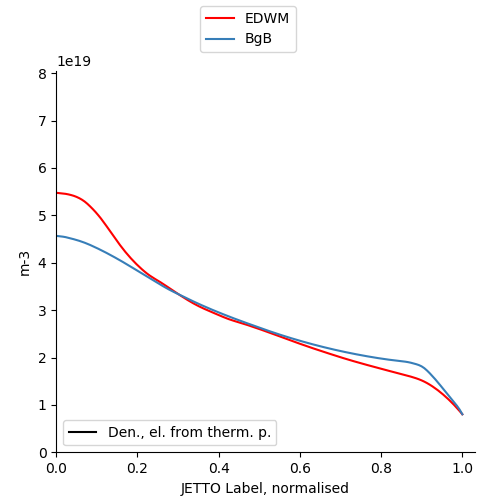 EDWM
BgB
1e19
8
7
6
5
4
3
2
1
0
m-3
Den., el. from therm. p.
0.0 0.2 0.4 0.6 0.8 1.0
JETTO Label, normalised